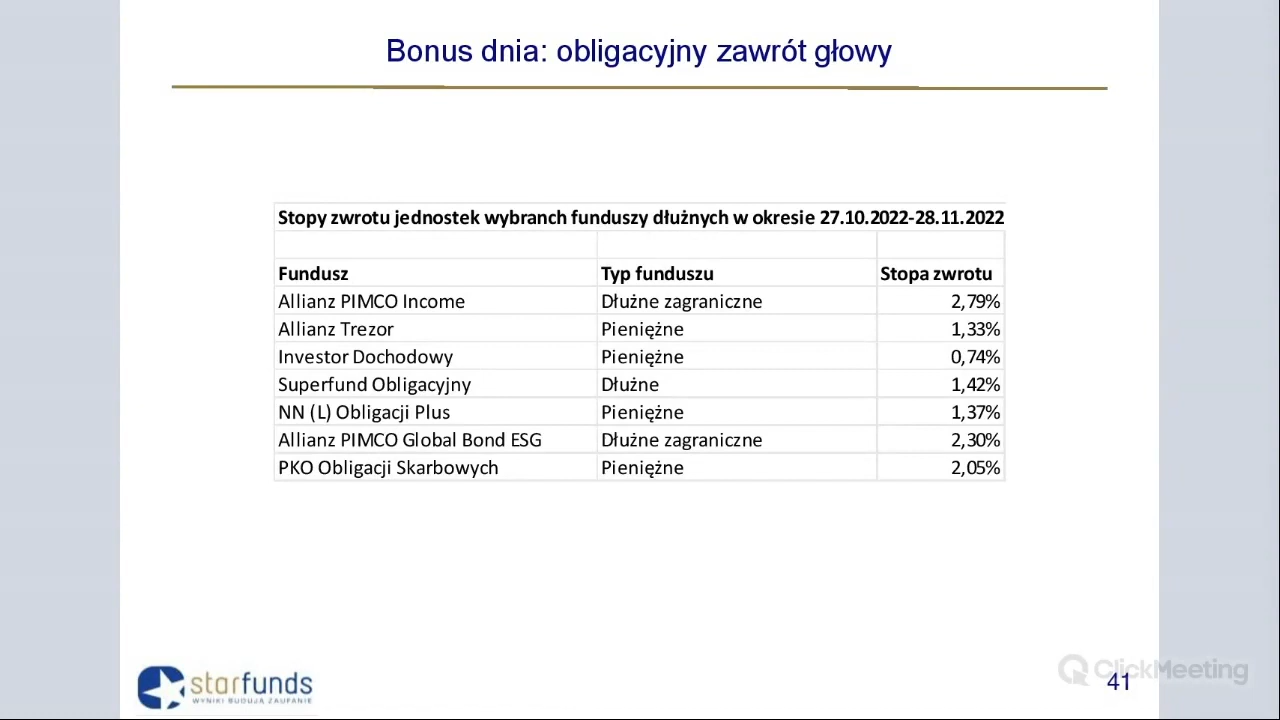 Bonus dnia: obligacyjny zawrót głowy
Stopy zwrotu jednostek wybranch funduszy dłużnych w okresie 27.10.2022-28.11.2022
Fundusz Typ funduszu Stopa zwrotu
Allianz PIMCO Income Dłużne zagraniczne 2,79%
Allianz Trezor Pieniężne 1,33%
Investor Dochodowy Pieniężne 0,74%
Superfund Obligacyjny Dłużne 1,42%
NN (L) Obligacji Plus Pieniężne 1,37%
Allianz PIMCO Global Bond ESG Dłużne zagraniczne 2,30%
PKO Obligacji Skarbowych Pieniężne 2,05%
starfunds
WYNIKI BUDUJĄ ZAUFANIE
ClickMeeting
41